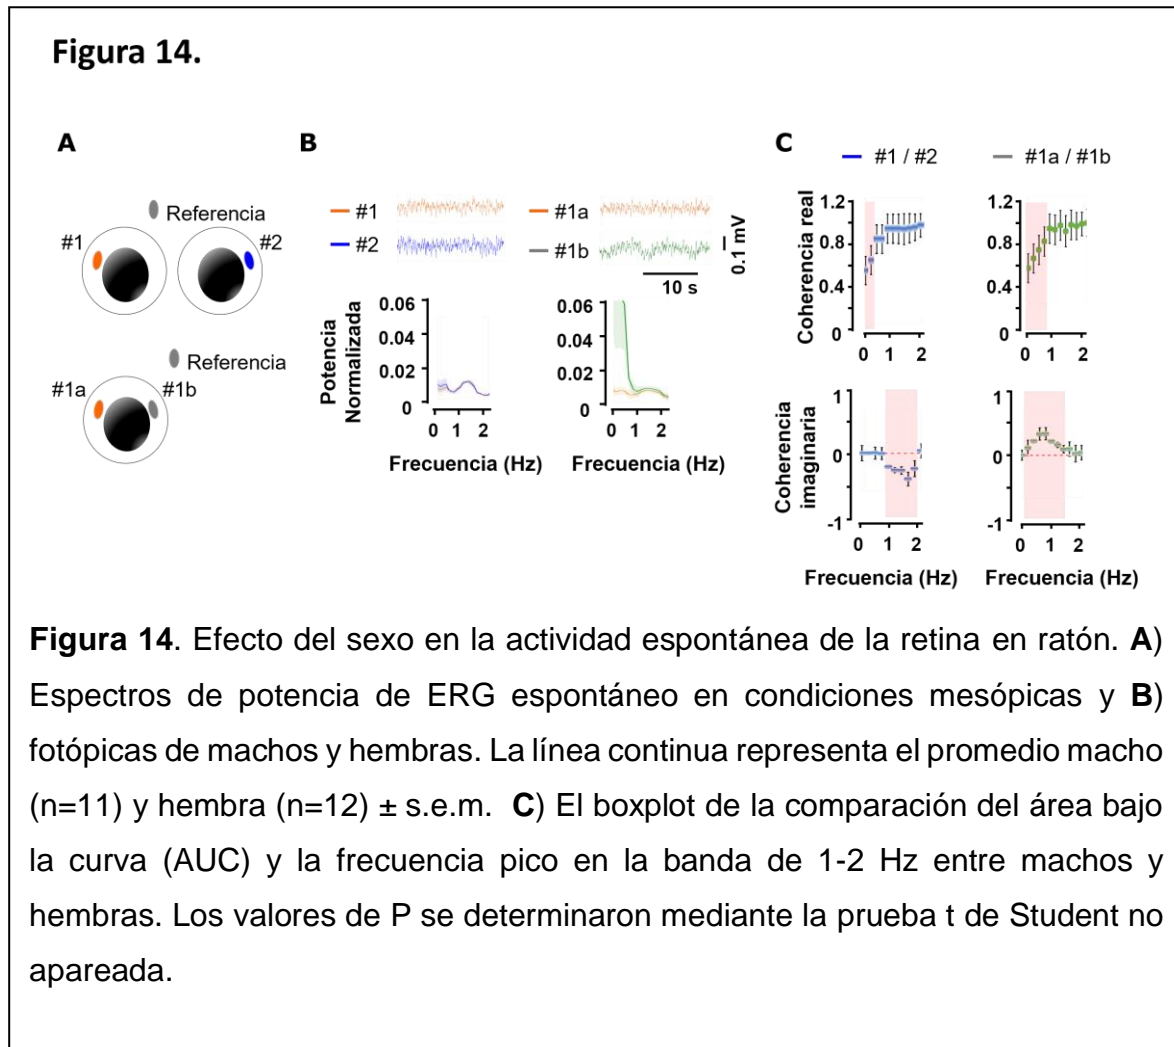 Figura 14.
A
Referencia
#1
#2
Referencia
#1a
#1b
B
#1
#1a
#2
#1b
0.1 mV
10 s
Potencia
Normalizada
0.06
0.04
0.02
0
0 1 2
Frecuencia (Hz)
0.06
0.04
0.02
0
0 1 2
Frecuencia (Hz)
C
#1 / #2
#1a / #1b
Coherencia real
1.2
0.8
0.4
0
0 1 2
1.2
0.8
0.4
0
0 1 2
Coherencia
imaginaria
1
0
-1
0 1 2
Frecuencia (Hz)
1
0
-1
0 1 2
Frecuencia (Hz)
Figura 14. Efecto del sexo en la actividad espontánea de la retina en ratón. A)
Espectros de potencia de ERG espontáneo en condiciones mesópicas y B)
fotópicas de machos y hembras. La línea continua representa el promedio macho
(n=11) y hembra (n=12) ± s.e.m. C) El boxplot de la comparación del área bajo
la curva (AUC) y la frecuencia pico en la banda de 1-2 Hz entre machos y
hembras. Los valores de P se determinaron mediante la prueba t de Student no
apareada.